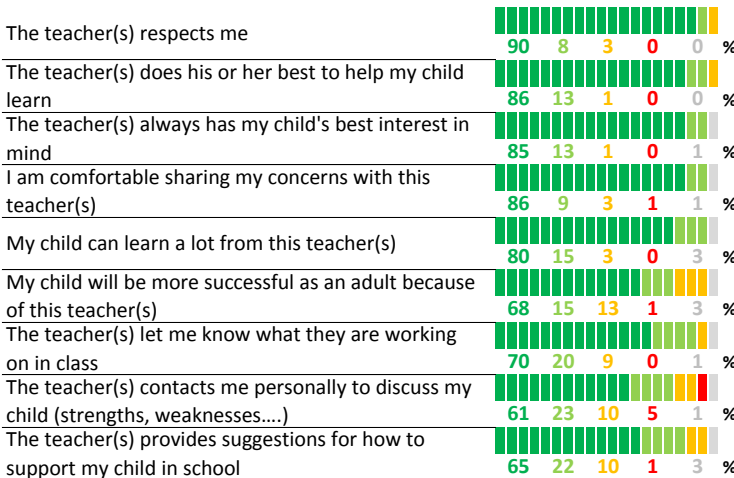 The teacher(s) respects me
90 8 3 0 0 %
The teacher(s) does his or her best to help my child
learn
86 13 1 0 0 %
The teacher(s) always has my child's best interest in
mind
85 13 1 0 1 %
I am comfortable sharing my concerns with this
teacher(s)
86 9 3 1 1 %
My child can learn a lot from this teacher(s)
80 15 3 0 3 %
My child will be more successful as an adult because
of this teacher(s)
68 15 13 1 3 %
The teacher(s) let me know what they are working
on in class
70 20 9 0 1 %
The teacher(s) contacts me personally to discuss my
child (strengths, weaknesses....)
61 23 10 5 1 %
The teacher(s) provides suggestions for how to
support my child in school
65 22 10 1 3 %